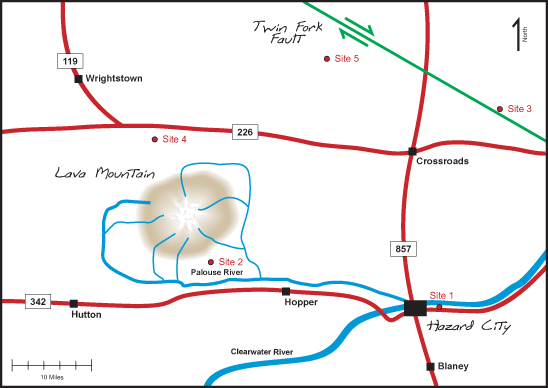 Twin Fork
Fault
North
119
Site 5
Wrightstown
Site 3
226
Site 4
Crossroads
Lava Mountain
857
Site 2
Palouse River
Site 1
342
Hutton
Hopper
Hazard City
Clearwater River
Blaney
10 Miles